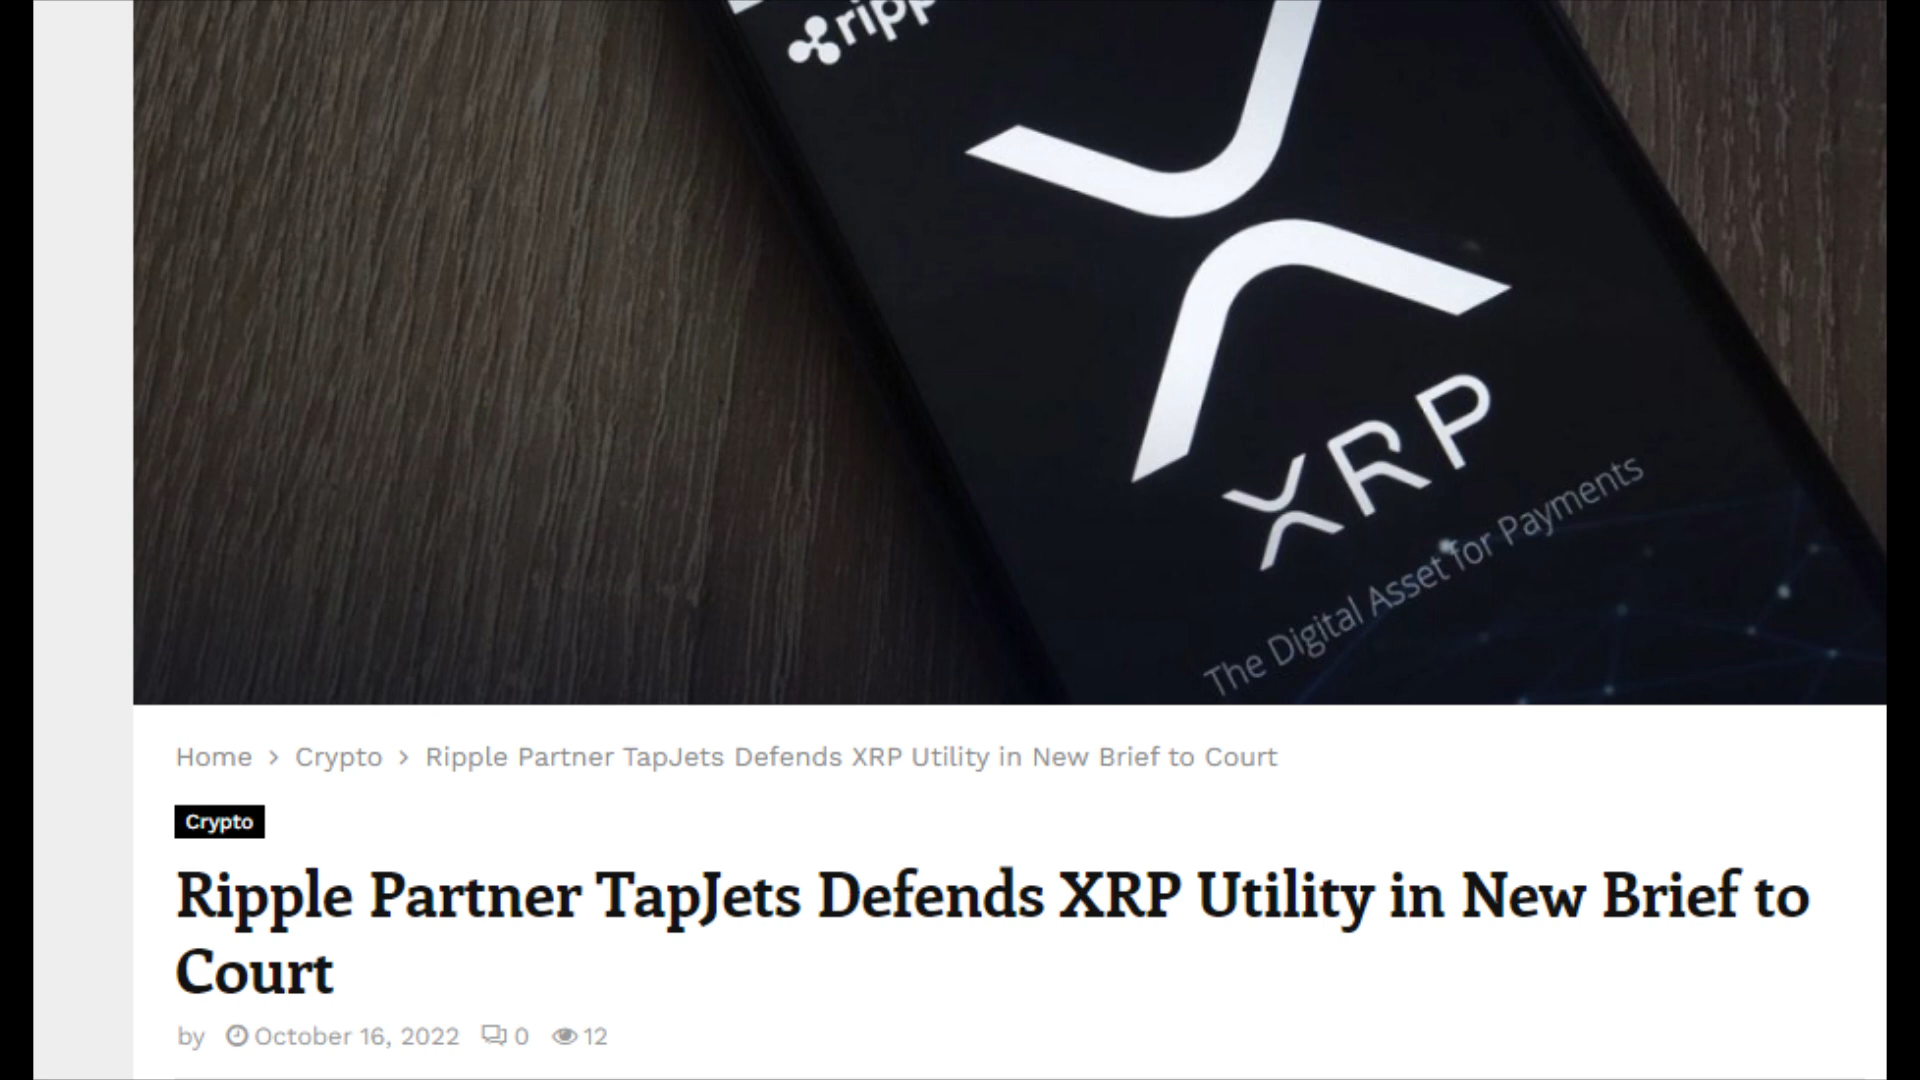 XRP
The Digital Asset for Payments
Home > Crypto > Ripple Partner TapJets Defends XRP Utility in New Brief to Court
Crypto
Ripple Partner TapJets Defends XRP Utility in New Brief to
Court
by October 16, 2022 0 12